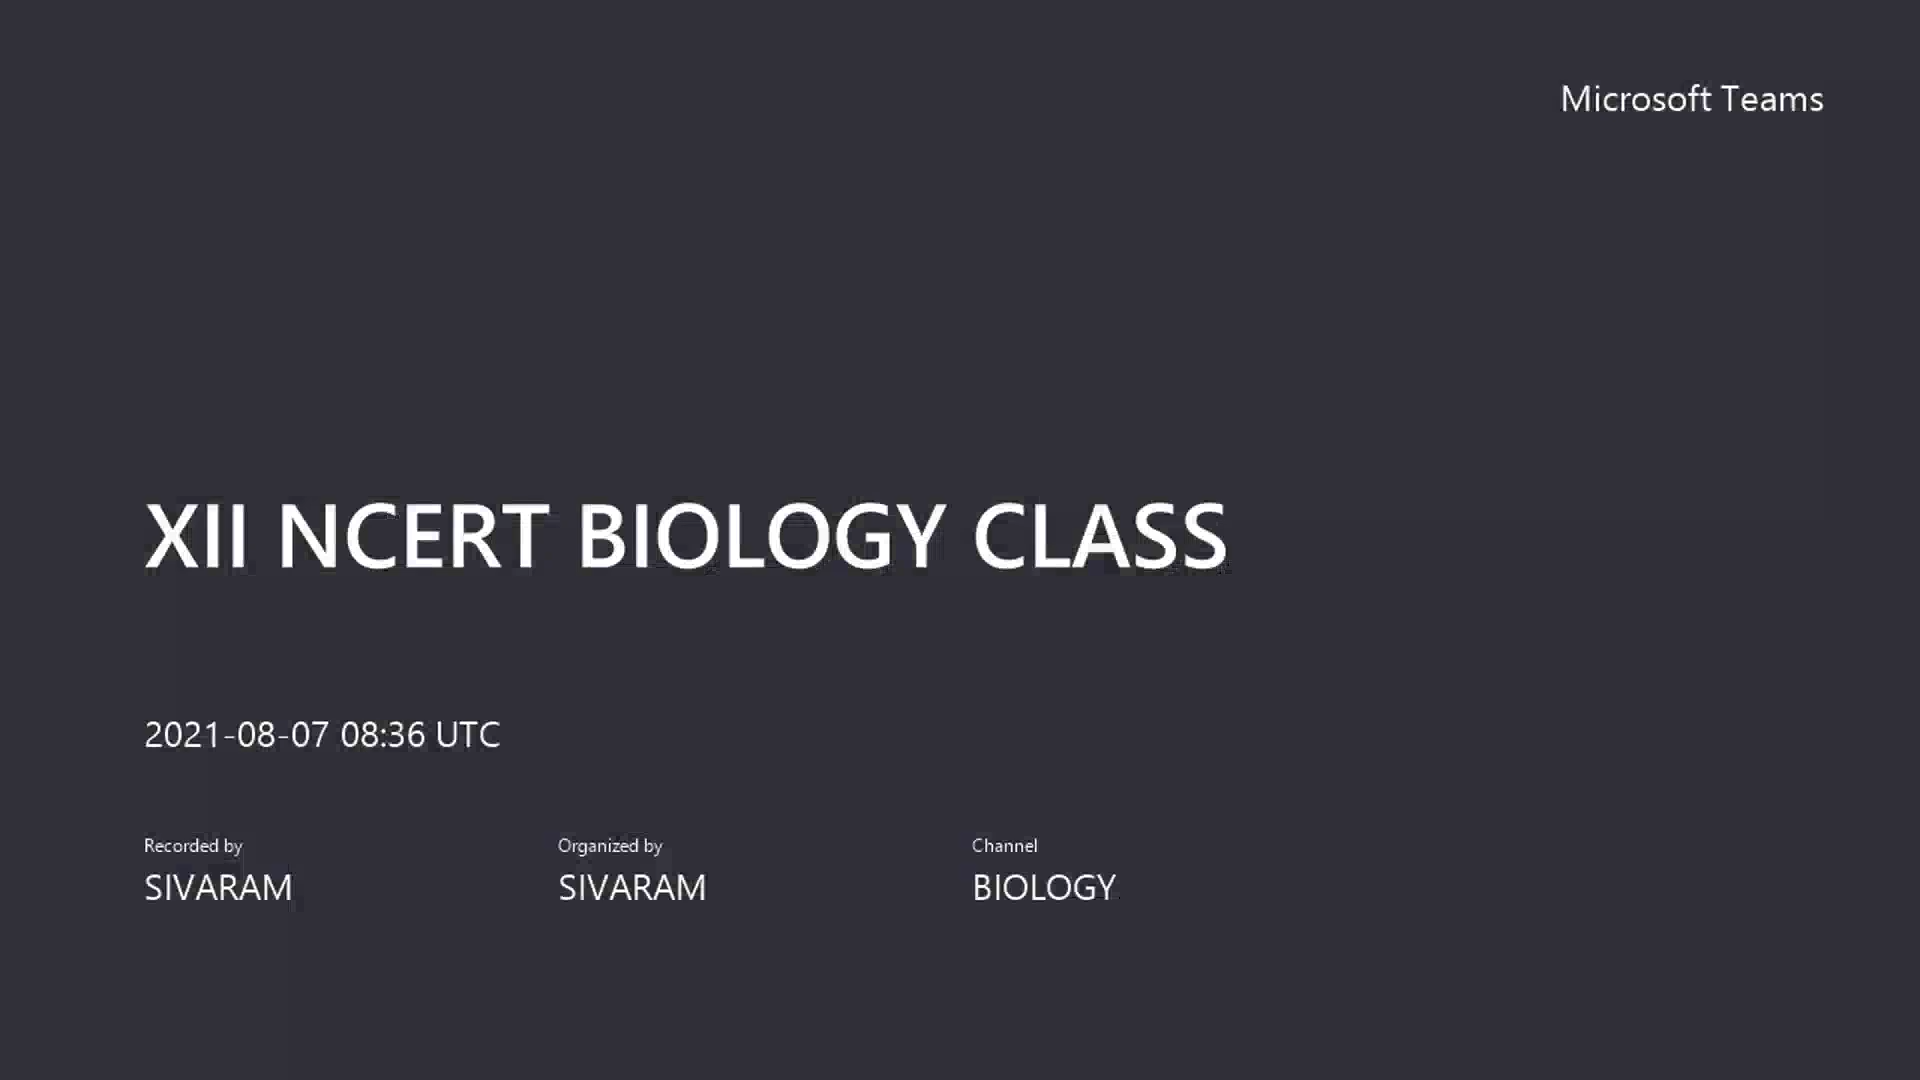 Microsoft Teams
XII NCERT BIOLOGY CLASS
2021-08-07 08:36 UTC
Recorded by
SIVARAM
Organized by
SIVARAM
Channel
BIOLOGY